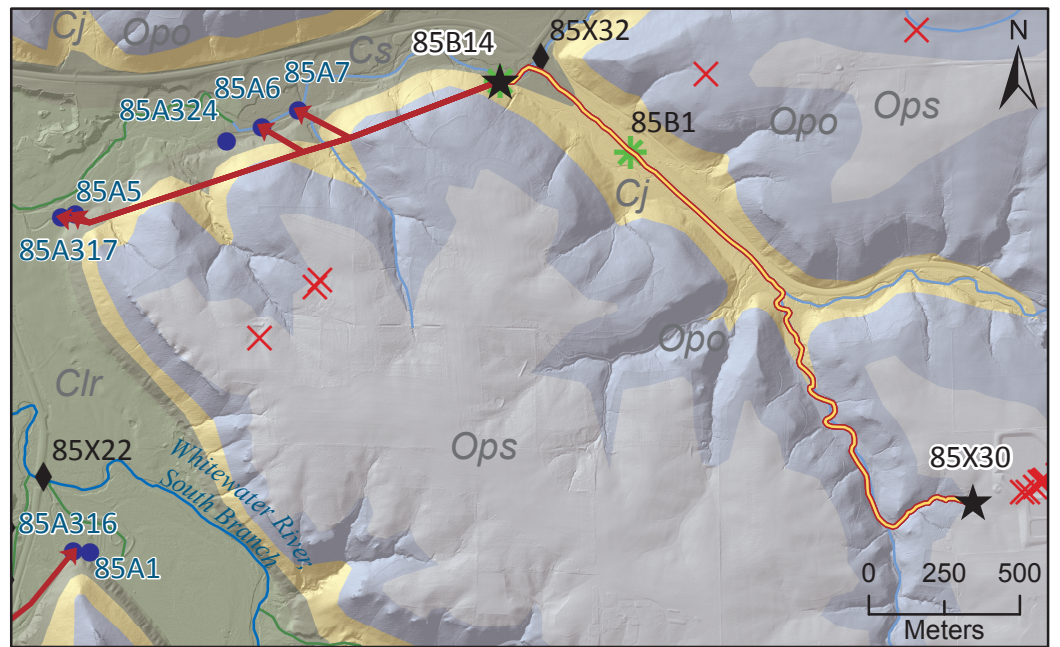 Cj
Opo
Cs
85B14
85X32
N
85A7
85A6
85A324
Opo
Ops
85B1
Cj
85A5
85A317
Opo
Clr
Ops
85X22
Whitewater River,
South Branch
85X30
85A316
85A1
0 250 500
Meters